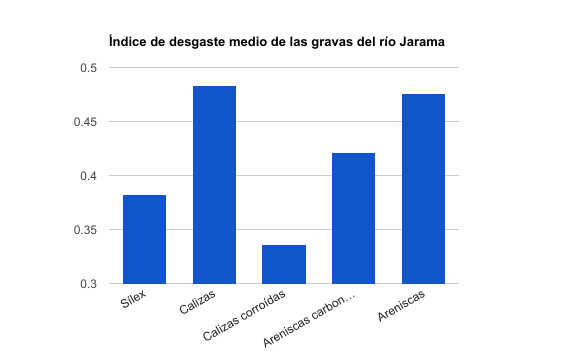 Índice de desgaste medio de las gravas del río Jarama
0.5
0.45
0.4
0.35
0.3
Sílex
Calizas
Calizas corroídas
Areniscas carbon…
Areniscas